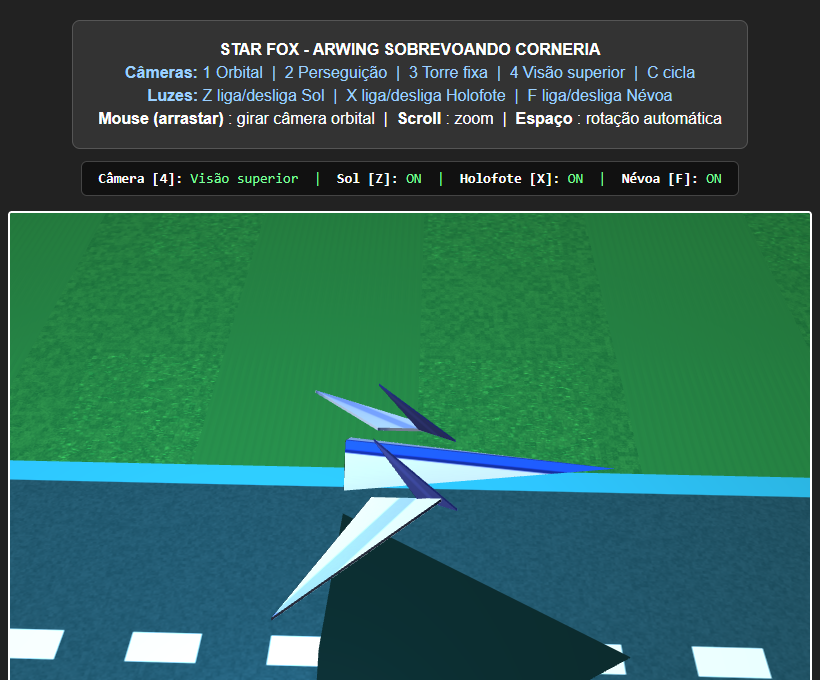 STAR FOX - ARWING SOBREVOANDO CORNERIA
Câmeras: 1 Orbital | 2 Perseguição | 3 Torre fixa | 4 Visão superior | C cicla
Luzes: Z liga/desliga Sol | X liga/desliga Holofote | F liga/desliga Névoa
Mouse (arrastar) : girar câmera orbital | Scroll : zoom | Espaço : rotação automática
Câmera [4]: Visão superior | Sol [Z]: ON | Holofote [X]: ON | Névoa [F]: ON